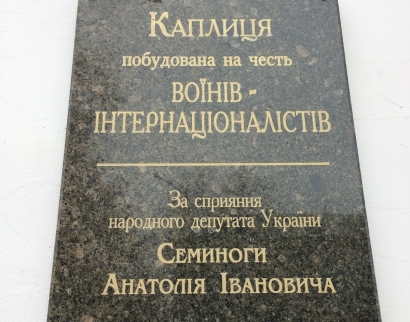 Каплиця
побудована на честь
ВОЇНІВ -
ІНТЕРНАЦІОНАЛІСТІВ
За сприяння
народного депутата України
Семиноги
Анатолія Івановича